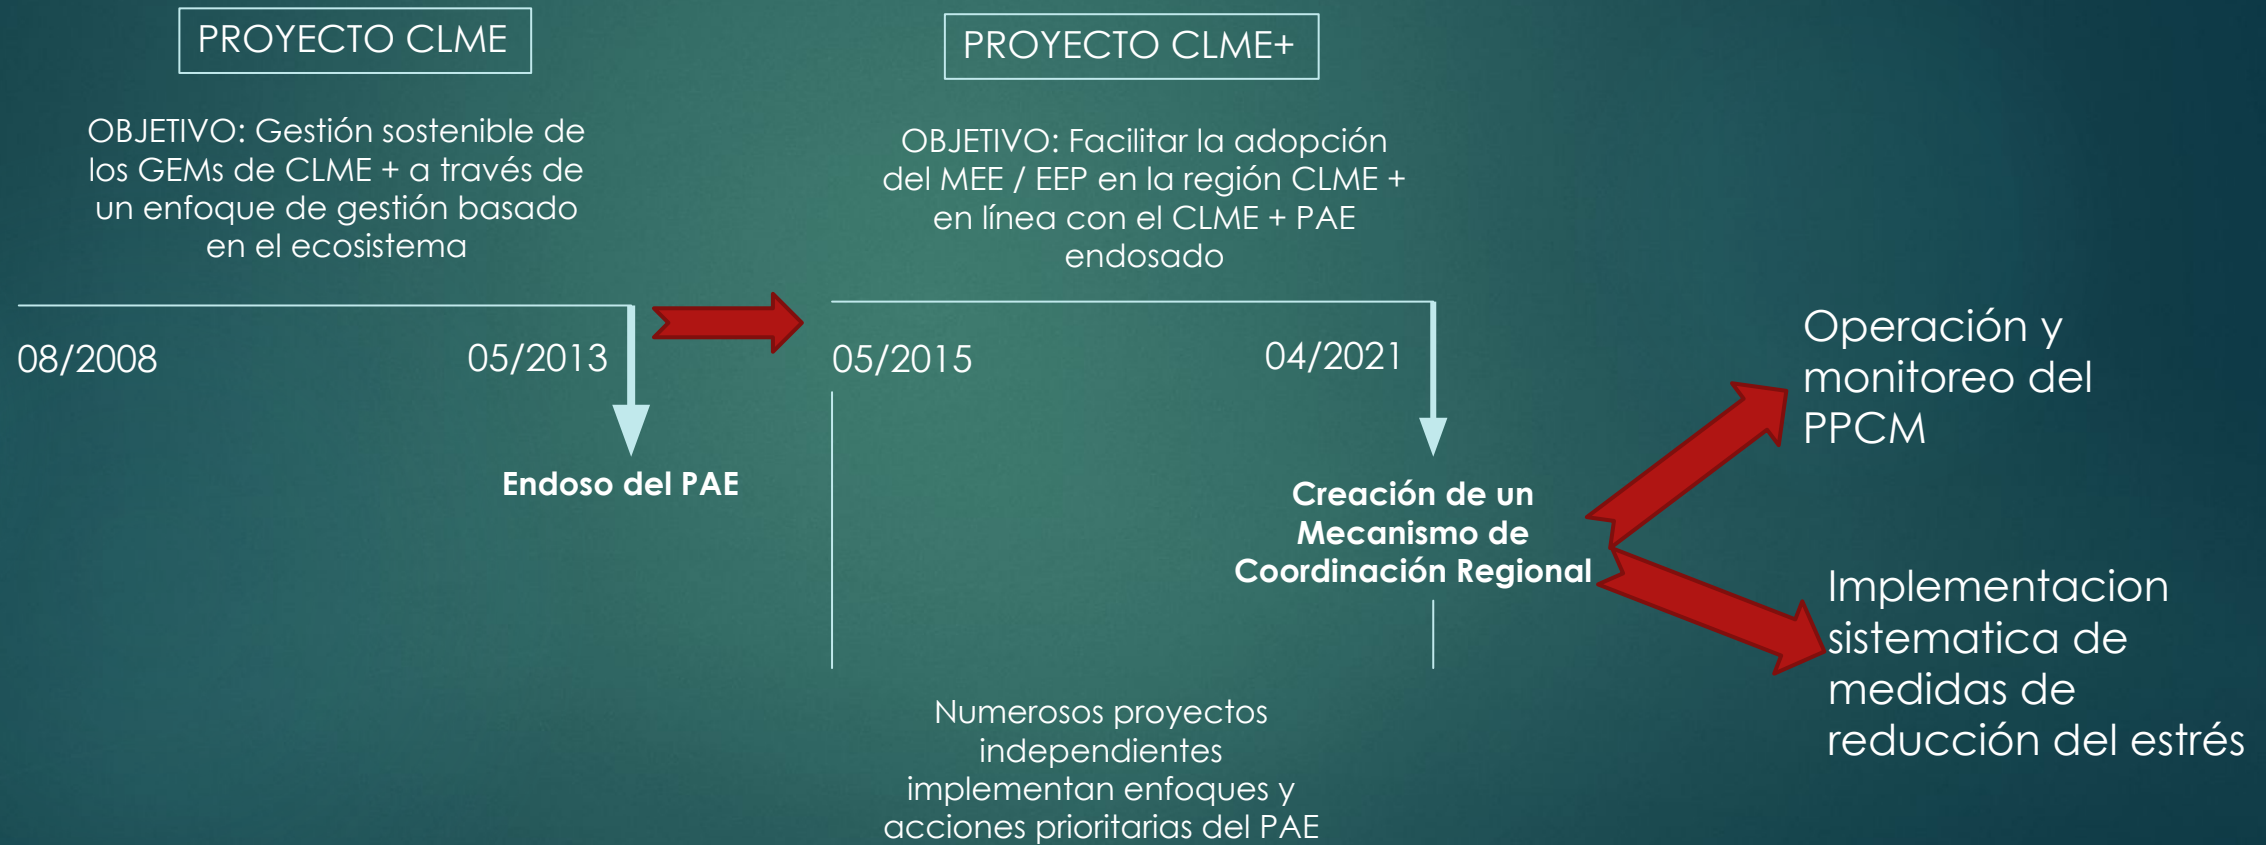 PROYECTO CLME
OBJETIVO: Gestión sostenible de
los GEMs de CLME + a través de
un enfoque de gestión basado
en el ecosistema
08/2008
05/2013
Endoso del PAE
PROYECTO CLME+
OBJETIVO: Facilitar la adopción
del MEE / EEP en la región CLME +
en línea con el CLME + PAE
endosado
05/2015
04/2021
Creación de un
Mecanismo de
Coordinación Regional
Numerosos proyectos
independientes
implementan enfoques y
acciones prioritarias del PAE
Operación y
monitoreo del
PPCM
Implementacion
sistematica de
medidas de
reducción del estrés